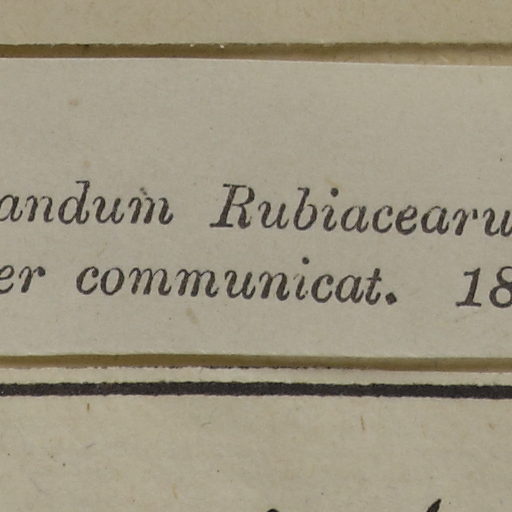 andum Rubiacearu
er communicat. 18